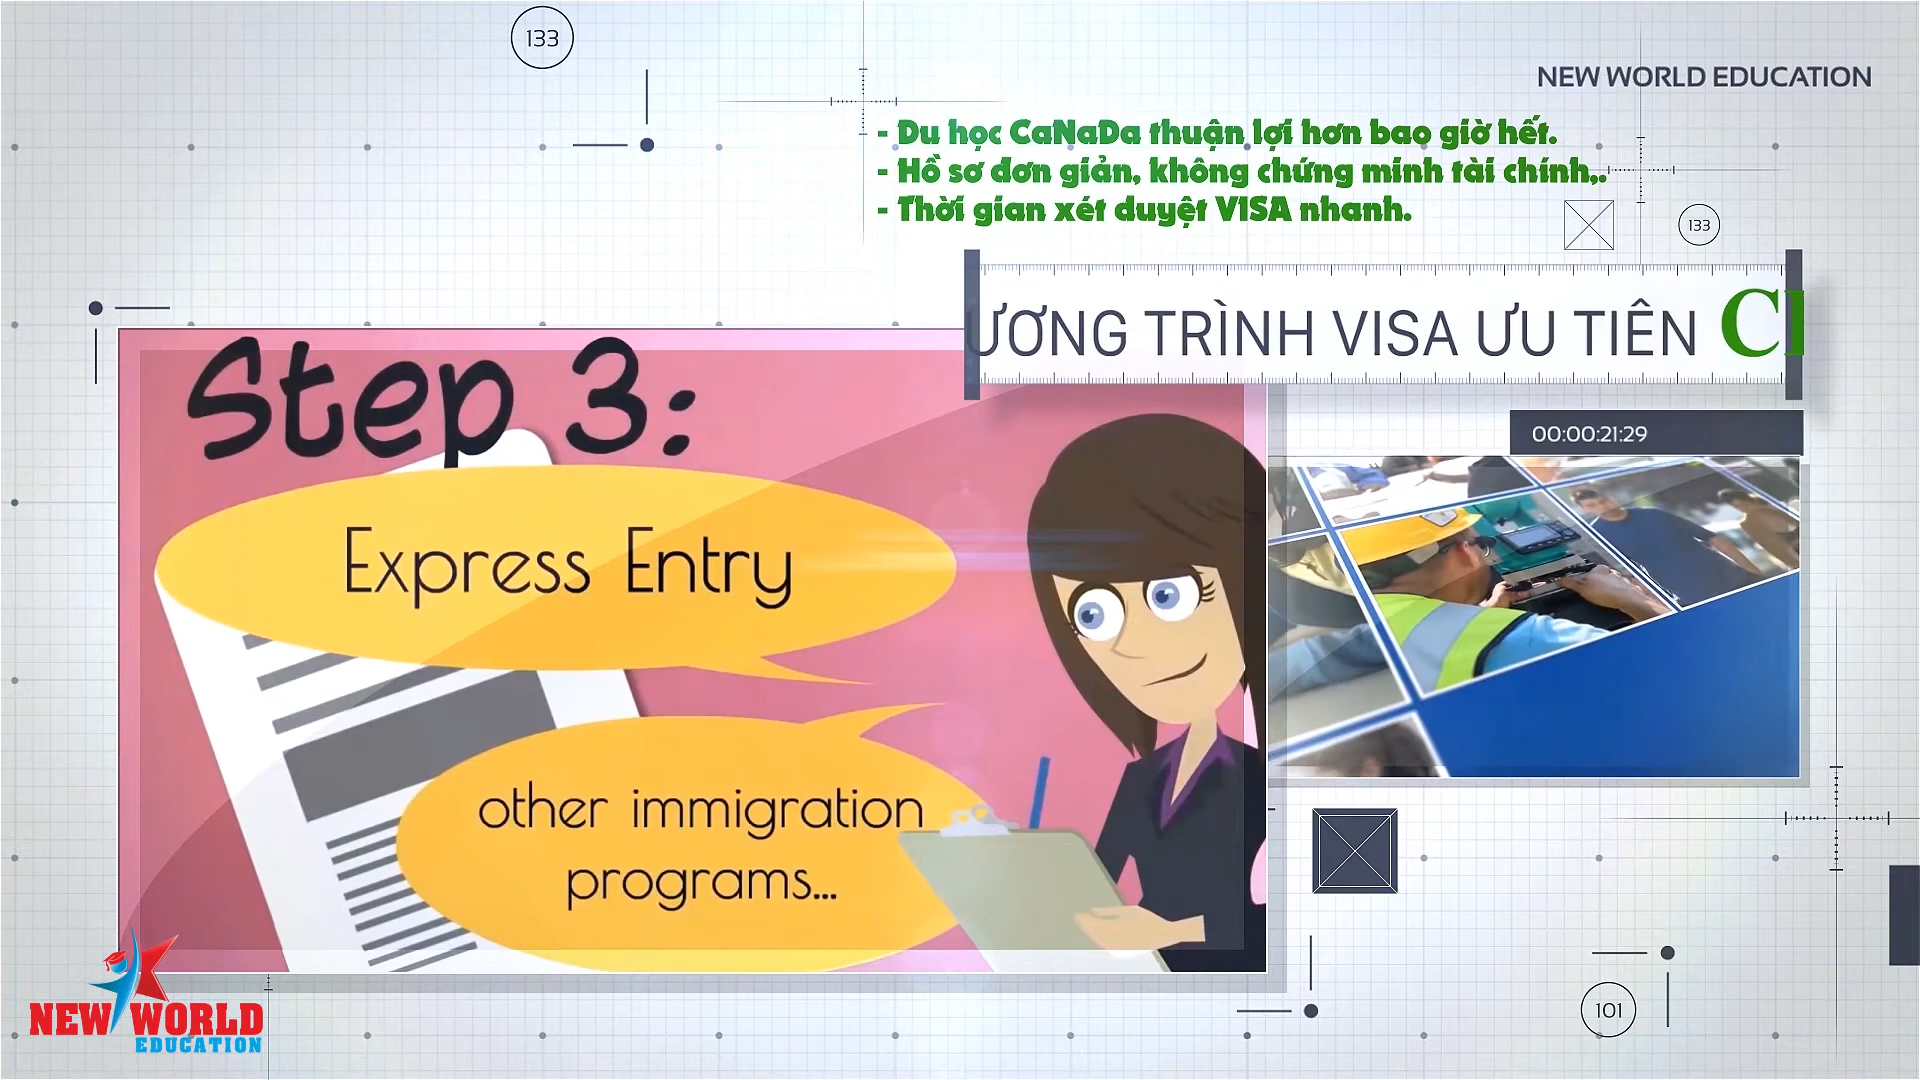 133
NEW WORLD EDUCATION
- Du học CaNaDa thuận lợi hơn bao giờ hết.
- Hồ sơ đơn giản, không chứng minh tài chính,.
- Thời gian xét duyệt VISA nhanh.
133
ƯƠNG TRÌNH VISA ƯU TIÊN C
00:00:21:29
Step 3:
Express Entry
other immigration
programs...
101
NEW WORLD
EDUCATION